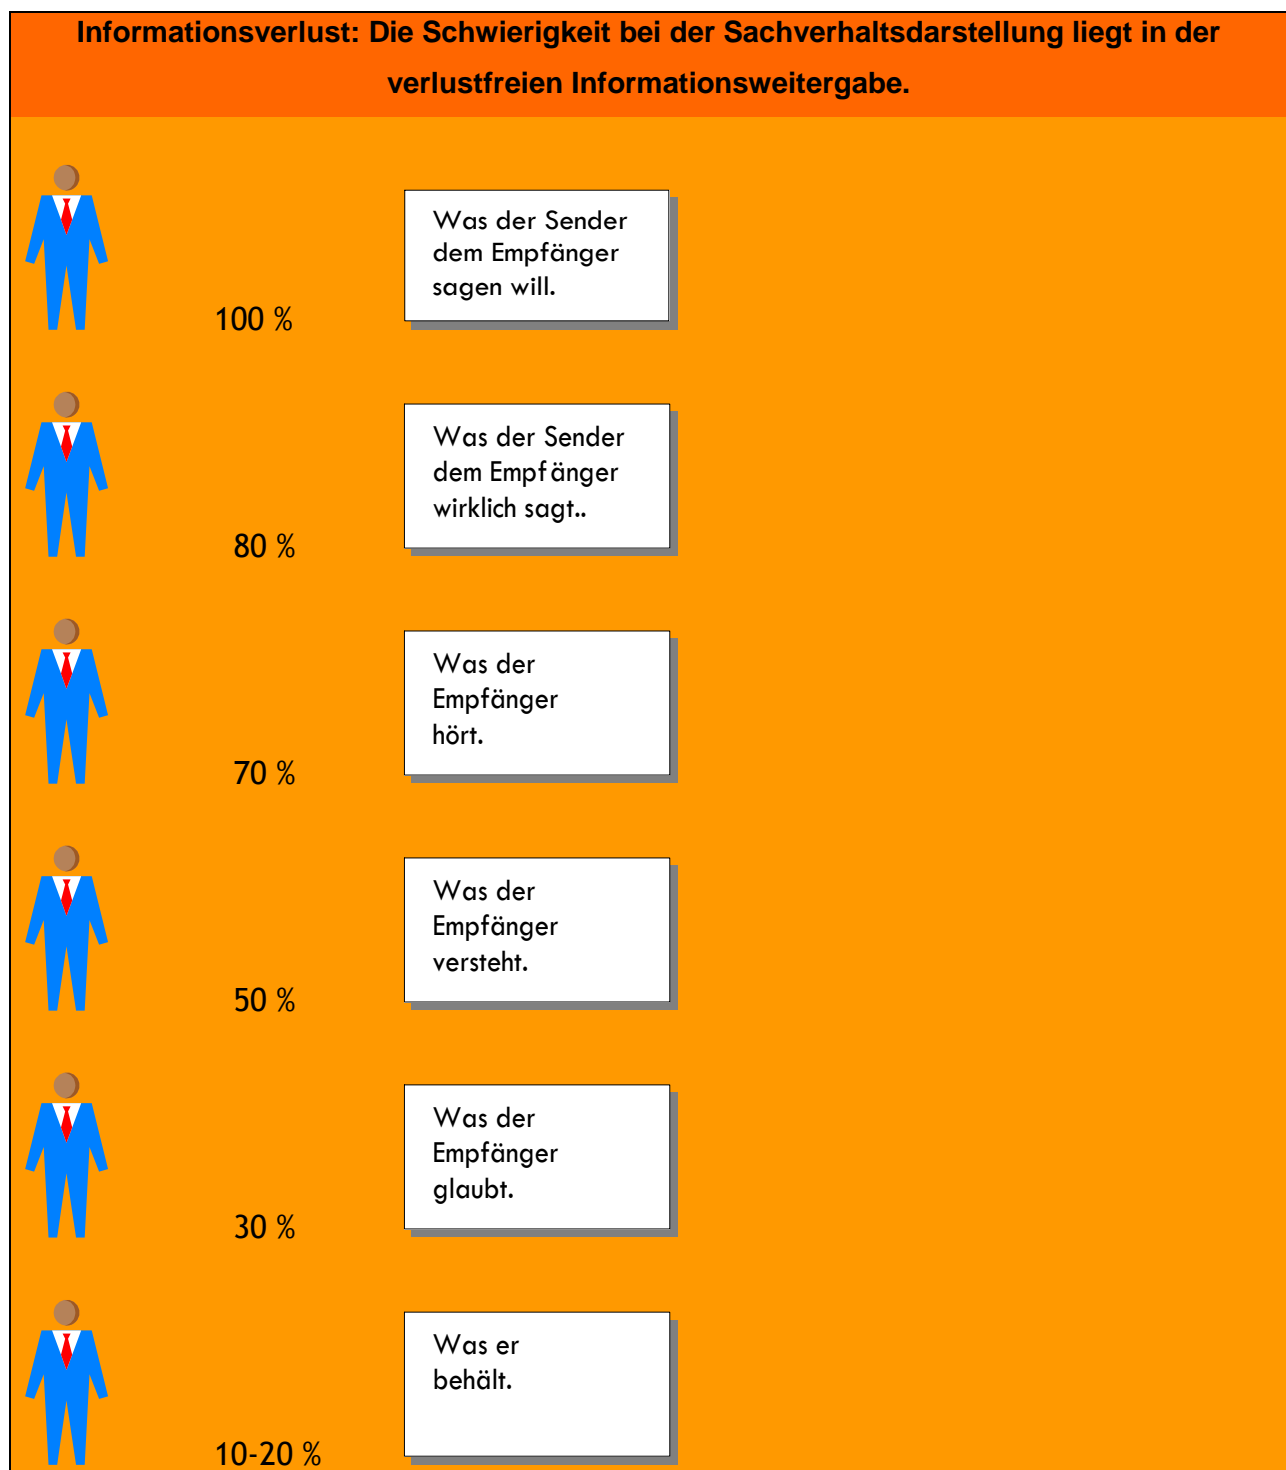 Informationsverlust: Die Schwierigkeit bei der Sachverhaltsdarstellung liegt in der
verlustfreien Informationsweitergabe.
Was der Sender
dem Empfänger
sagen will.
100 %
Was der Sender
dem Empfänger
wirklich sagt..
80 %
Was der
Empfänger
hört.
70 %
Was der
Empfänger
versteht.
50 %
Was der
Empfänger
glaubt.
30 %
Was er
behält.
10-20 %